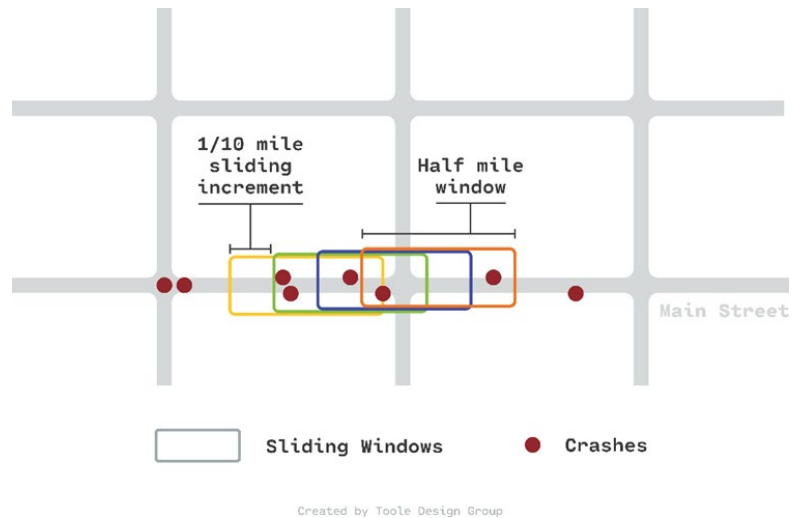 1/10 mile
sliding
increment
Half mile
window
Main Street
Sliding Windows
Crashes
Created by Toole Design Group